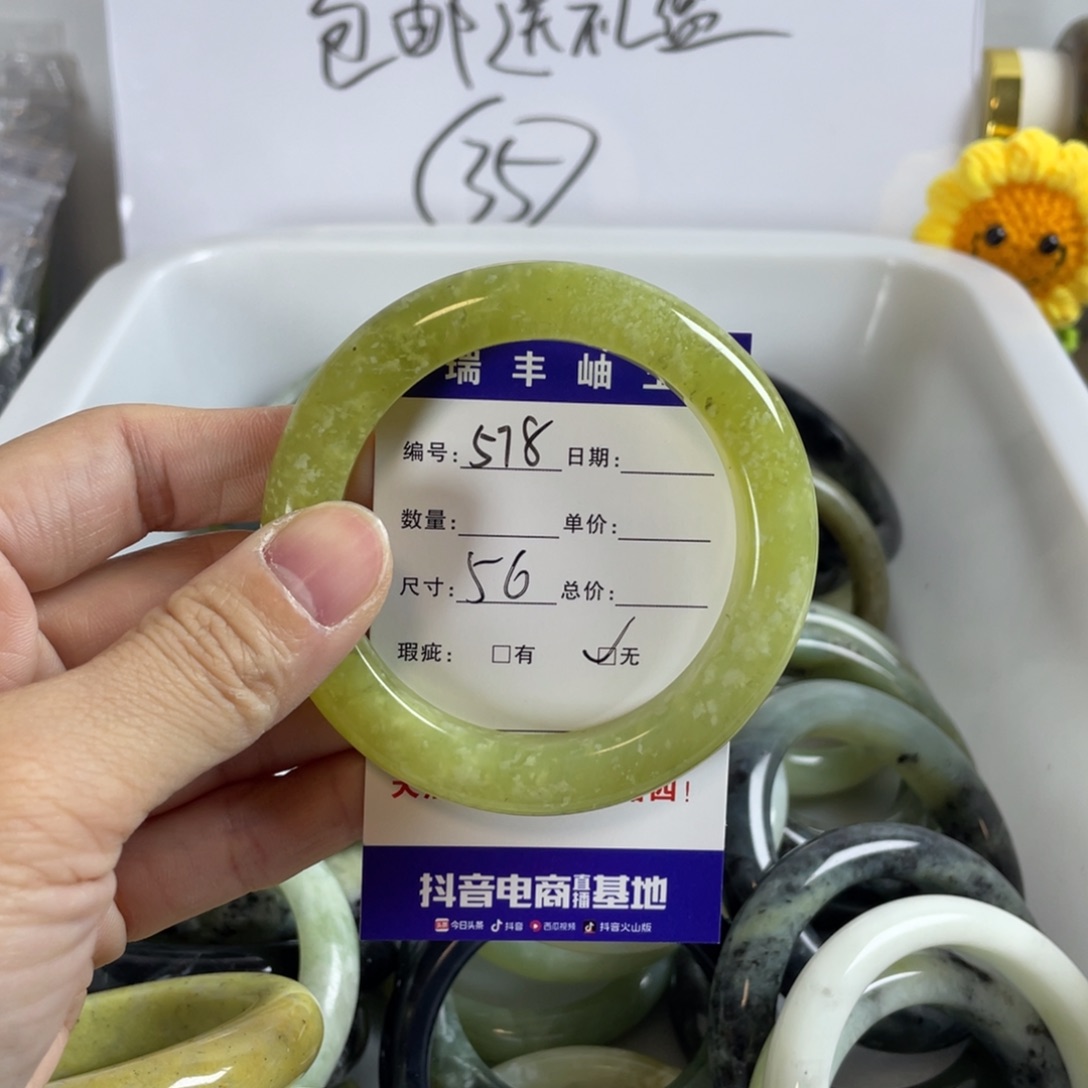 包邮送礼盒
(35)
瑞丰岫
编号: 578 日期:
数量: 单价:
尺寸: 56 总价:
瑕疵: □有 ☑无
抖音电商直播基地
头条 今日头条 抖音 西瓜视频 抖音火山版